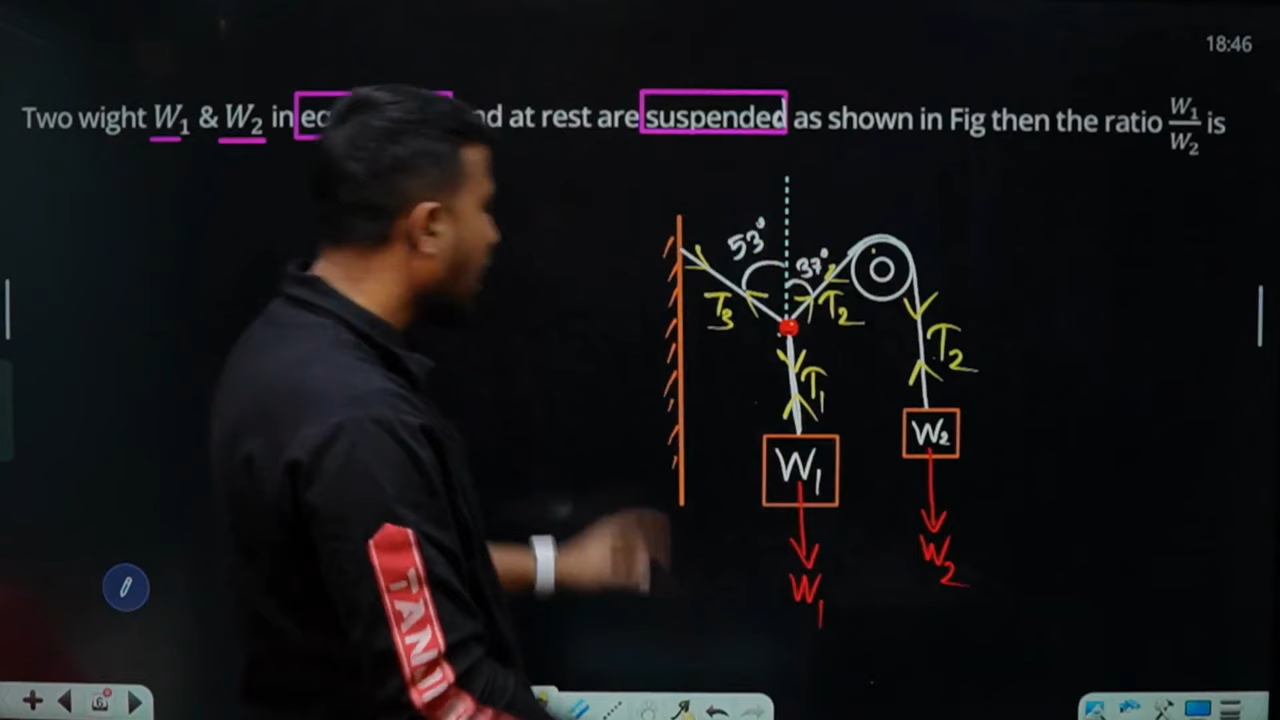 18:46
Two wight W₁ & W₂ in nd at rest are suspended as shown in Fig then the ratio W₁/W₂ is
53° 37°
T₃ T₂
T₂
T₁
W₂
W₁
W₂
W₁
TANI